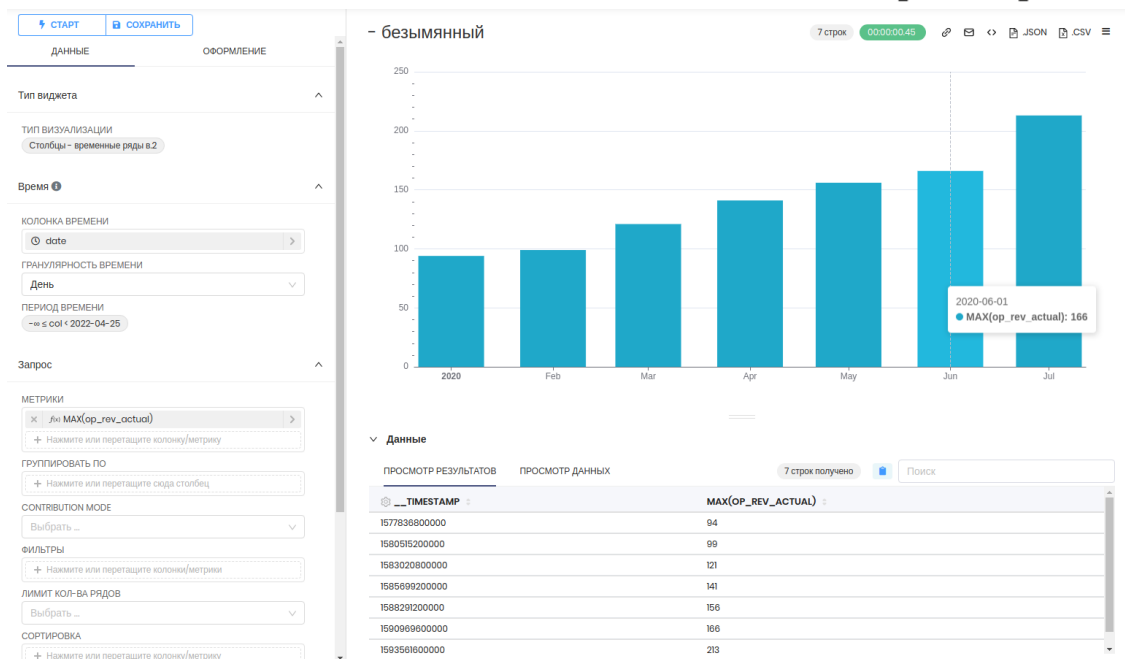 СТАРТ
СОХРАНИТЬ
ДАННЫЕ
ОФОРМЛЕНИЕ
Тип виджета
ТИП ВИЗУАЛИЗАЦИИ
Столбцы - временные ряды в.2
Время
КОЛОНКА ВРЕМЕНИ
date
ГРАНУЛЯРНОСТЬ ВРЕМЕНИ
День
ПЕРИОД ВРЕМЕНИ
-∞ ≤ col < 2022-04-25
Запрос
МЕТРИКИ
f(x) MAX(op_rev_actual)
+ Нажмите или перетащите колонку/метрику
ГРУППИРОВАТЬ ПО
+ Нажмите или перетащите сюда столбец
CONTRIBUTION MODE
Выбрать ...
ФИЛЬТРЫ
+ Нажмите или перетащите колонки/метрики
ЛИМИТ КОЛ-ВА РЯДОВ
Выбрать ...
СОРТИРОВКА
+ Нажмите или перетащите колонку/метрику
- безымянный
7 строк
00:00:00.45
.JSON
.CSV
250
200
150
100
50
0
2020
Feb
Mar
Apr
May
Jun
Jul
2020-06-01
MAX(op_rev_actual): 166
Данные
ПРОСМОТР РЕЗУЛЬТАТОВ
ПРОСМОТР ДАННЫХ
7 строк получено
Поиск
__TIMESTAMP
MAX(OP_REV_ACTUAL)
1577836800000 94
1580515200000 99
1583020800000 121
1585699200000 141
1588291200000 156
1590969600000 166
1593561600000 213